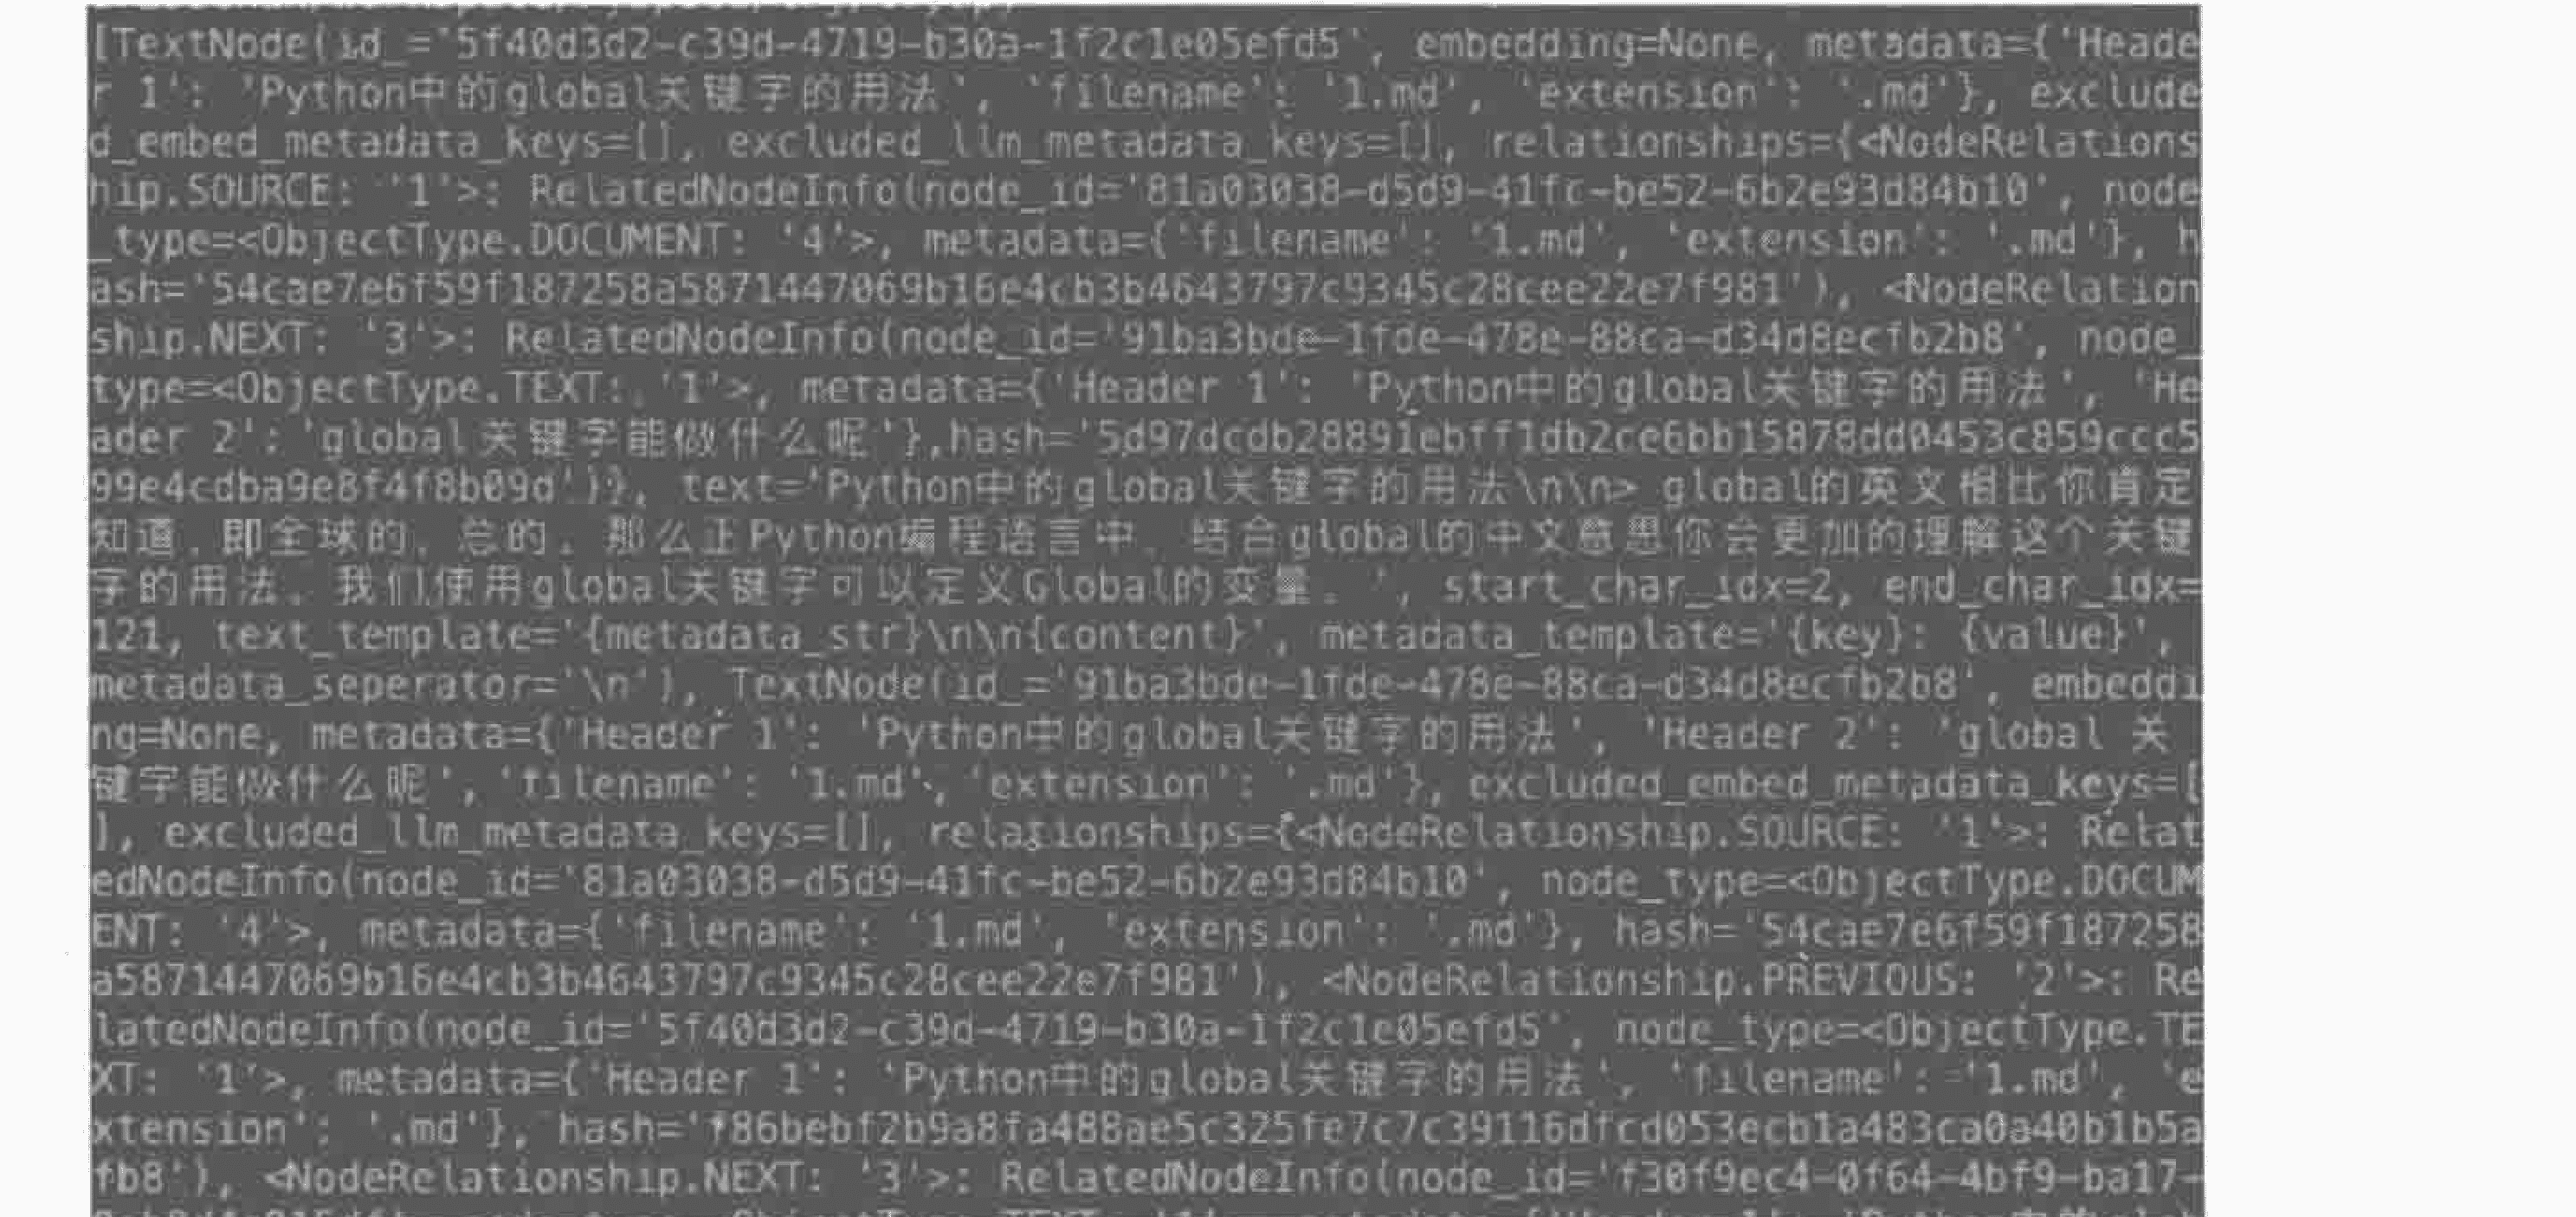 [TextNode(id_='5f40d3d2-c39d-4719-b30a-1f2c1e05efd5', embedding=None, metadata={'Heade
r 1': 'Python中的global关键字的用法', 'filename': '1.md', 'extension': '.md'}, exclude
d_embed_metadata_keys=[], excluded_llm_metadata_keys=[], relationships={<NodeRelations
hip.SOURCE: '1'>: RelatedNodeInfo(node_id='81a03038-d5d9-41fc-be52-6b2e93d84b10', node
_type=<ObjectType.DOCUMENT: '4'>, metadata={'filename': '1.md', 'extension': '.md'}, h
ash='54cae7e6f59f187258a5871447069b16e4cb3b4643797c9345c28cee22e7f981'), <NodeRelation
ship.NEXT: '3'>: RelatedNodeInfo(node_id='91ba3bde-1fde-478e-88ca-d34d8ecfb2b8', node_
type=<ObjectType.TEXT: '1'>, metadata={'Header 1': 'Python中的global关键字的用法', 'He
ader 2': 'global关键字能做什么呢'},hash='5d97dcdb28891ebff1db2ce6bb15878dd0453c859ccc5
99e4cdba9e8f4f8b09d')}, text='Python中的global关键字的用法\n\n> global的英文相比你肯定
知道，即全球的，总的，那么正Python编程语言中，结合global的中文意思你会更加的理解这个关键
字的用法。我们使用global关键字可以定义Global的变量。', start_char_idx=2, end_char_idx=
121, text_template='{metadata_str}\n\n{content}', metadata_template='{key}: {value}',
metadata_seperator='\n'), TextNode(id_='91ba3bde-1fde-478e-88ca-d34d8ecfb2b8', embeddi
ng=None, metadata={'Header 1': 'Python中的global关键字的用法', 'Header 2': 'global 关
键字能做什么呢', 'filename': '1.md', 'extension': '.md'}, excluded_embed_metadata_keys=[
], excluded_llm_metadata_keys=[], relationships={<NodeRelationship.SOURCE: '1'>: Relat
edNodeInfo(node_id='81a03038-d5d9-41fc-be52-6b2e93d84b10', node_type=<ObjectType.DOCUM
ENT: '4'>, metadata={'filename': '1.md', 'extension': '.md'}, hash='54cae7e6f59f187258
a5871447069b16e4cb3b4643797c9345c28cee22e7f981'), <NodeRelationship.PREVIOUS: '2'>: Re
latedNodeInfo(node_id='5f40d3d2-c39d-4719-b30a-1f2c1e05efd5', node_type=<ObjectType.TE
XT: '1'>, metadata={'Header 1': 'Python中的global关键字的用法', 'filename': '1.md', 'e
xtension': '.md'}, hash='f86bebf2b9a8fa488ae5c325fe7c7c39116dfcd053ecb1a483ca0a40b1b5a
fb8'), <NodeRelationship.NEXT: '3'>: RelatedNodeInfo(node_id='f30f9ec4-0f64-4bf9-ba17-